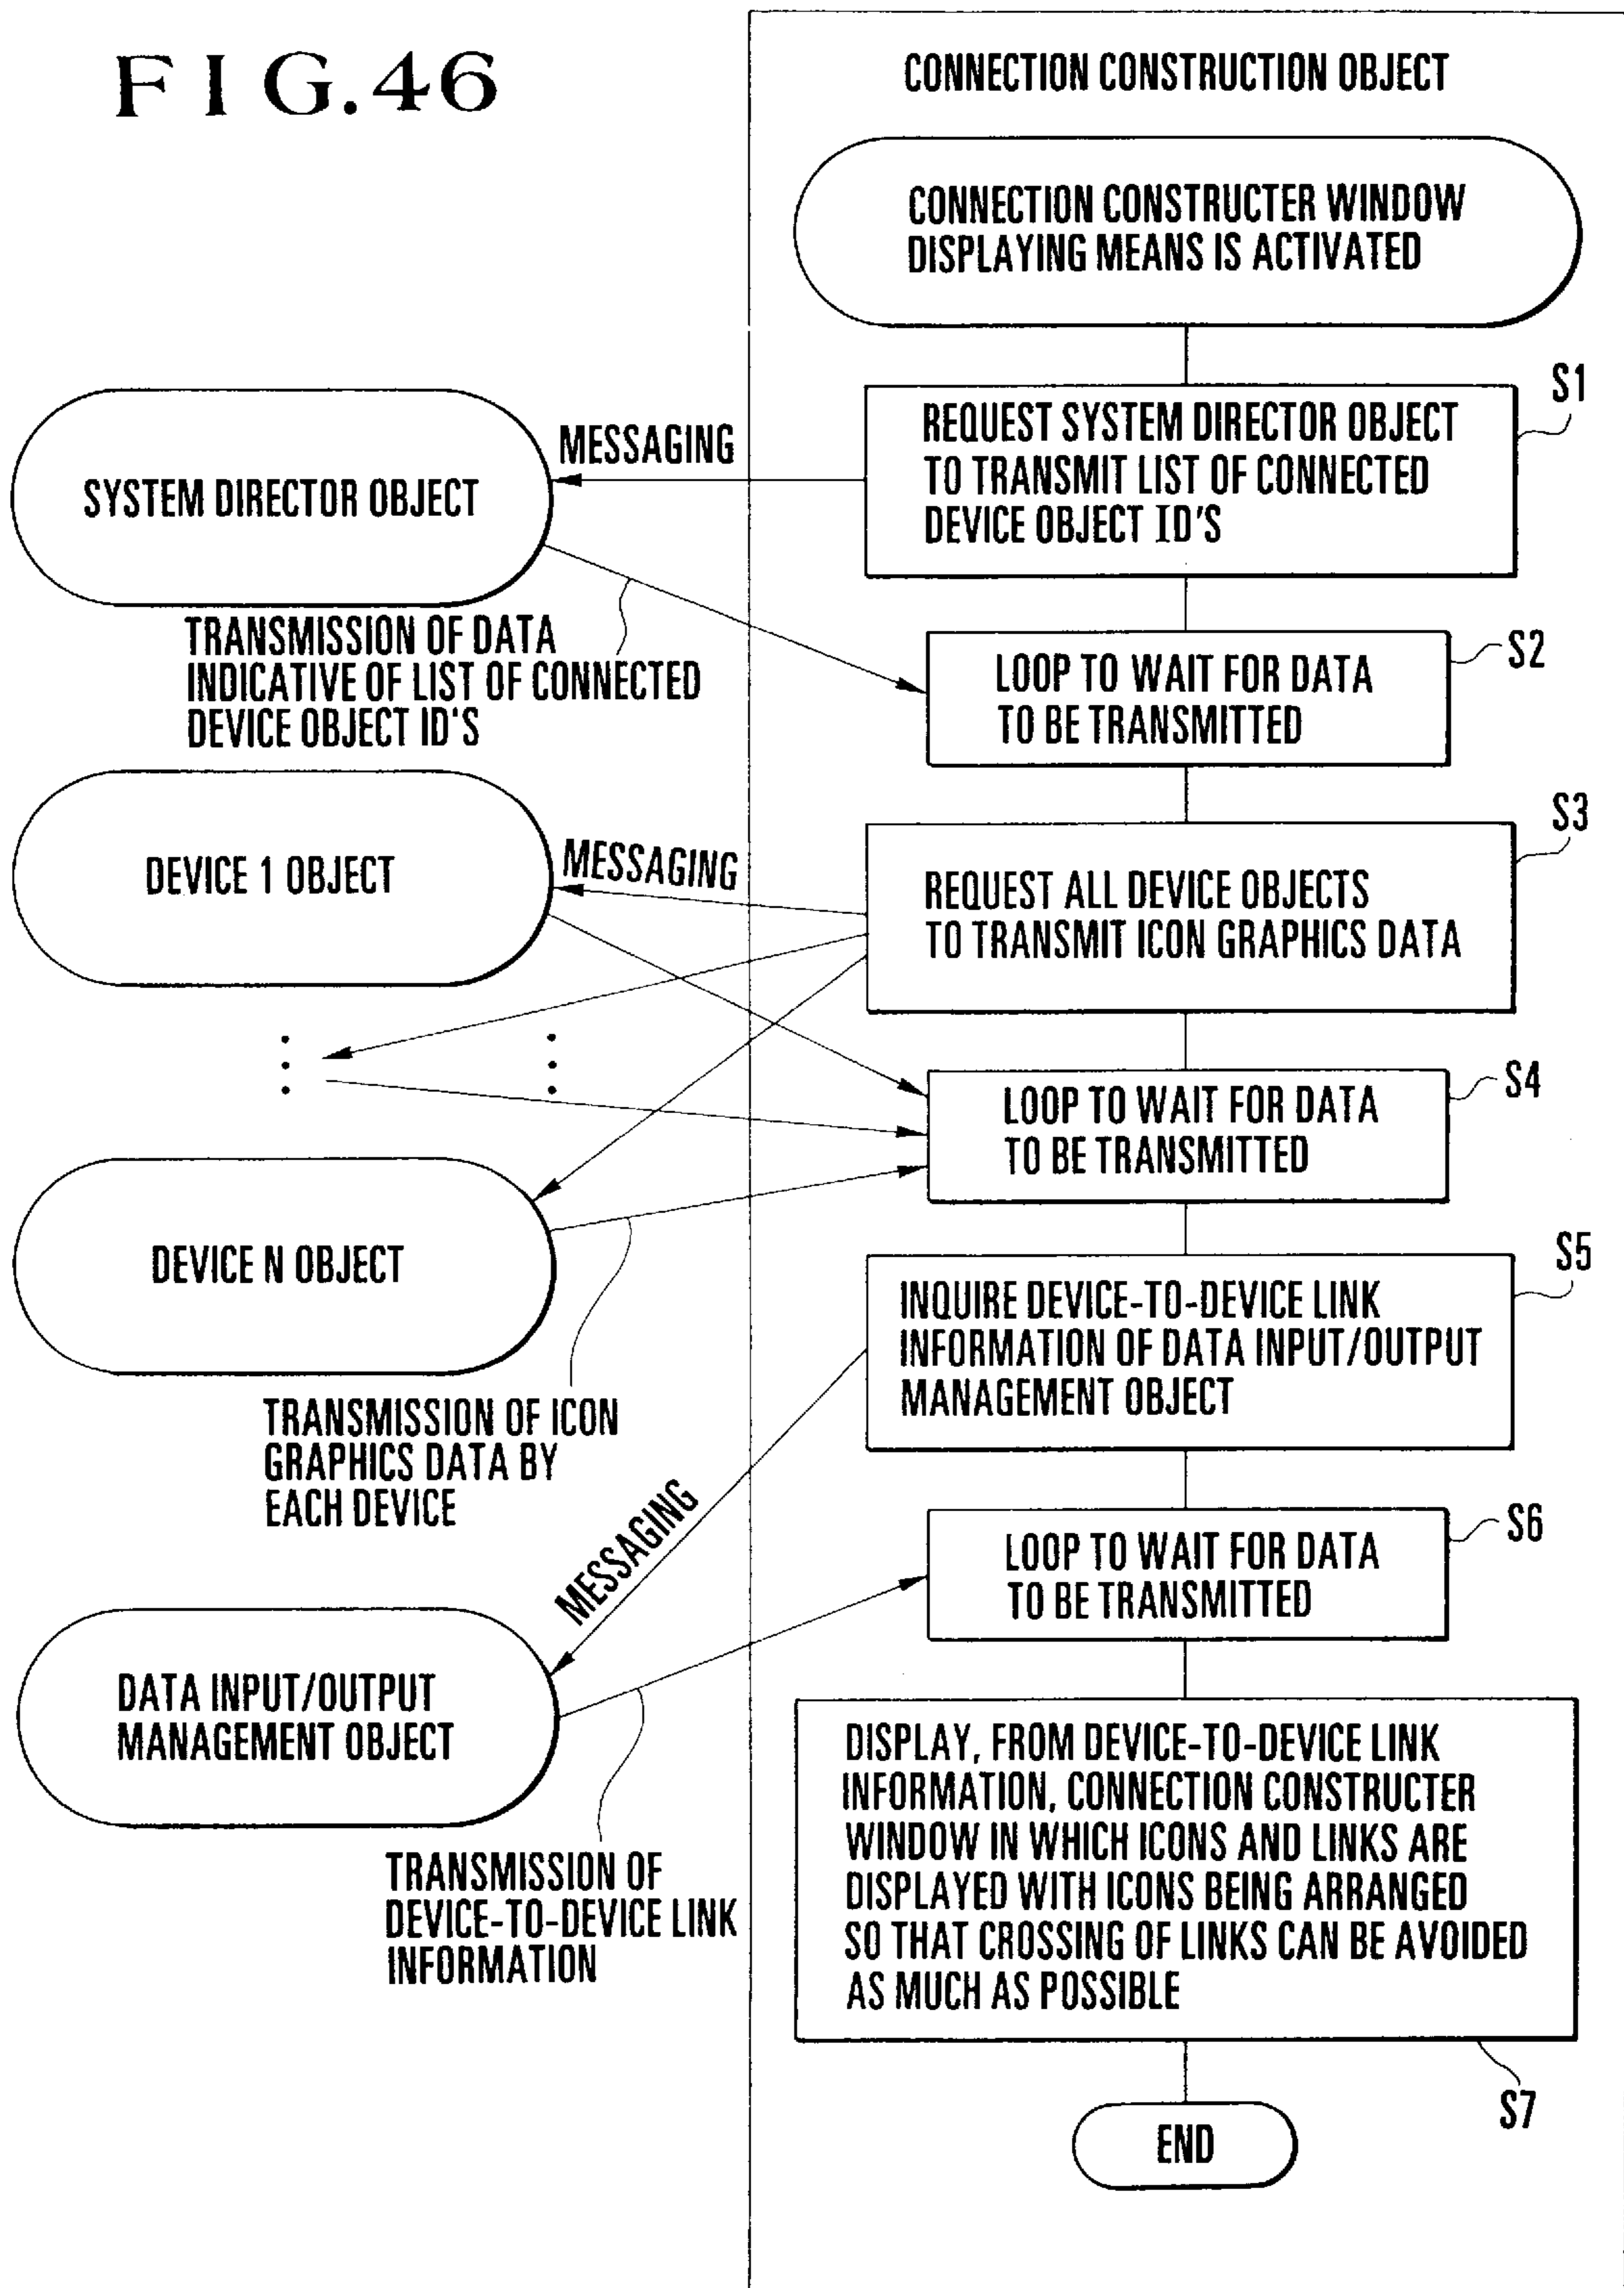 FIG.46
CONNECTION CONSTRUCTION OBJECT
CONNECTION CONSTRUCTER WINDOW
DISPLAYING MEANS IS ACTIVATED
S1
REQUEST SYSTEM DIRECTOR OBJECT
TO TRANSMIT LIST OF CONNECTED
DEVICE OBJECT ID'S
MESSAGING
SYSTEM DIRECTOR OBJECT
TRANSMISSION OF DATA
INDICATIVE OF LIST OF CONNECTED
DEVICE OBJECT ID'S
S2
LOOP TO WAIT FOR DATA
TO BE TRANSMITTED
S3
DEVICE 1 OBJECT
MESSAGING
REQUEST ALL DEVICE OBJECTS
TO TRANSMIT ICON GRAPHICS DATA
S4
LOOP TO WAIT FOR DATA
TO BE TRANSMITTED
DEVICE N OBJECT
TRANSMISSION OF ICON
GRAPHICS DATA BY
EACH DEVICE
S5
INQUIRE DEVICE-TO-DEVICE LINK
INFORMATION OF DATA INPUT/OUTPUT
MANAGEMENT OBJECT
MESSAGING
S6
LOOP TO WAIT FOR DATA
TO BE TRANSMITTED
DATA INPUT/OUTPUT
MANAGEMENT OBJECT
TRANSMISSION OF
DEVICE-TO-DEVICE LINK
INFORMATION
DISPLAY, FROM DEVICE-TO-DEVICE LINK
INFORMATION, CONNECTION CONSTRUCTER
WINDOW IN WHICH ICONS AND LINKS ARE
DISPLAYED WITH ICONS BEING ARRANGED
SO THAT CROSSING OF LINKS CAN BE AVOIDED
AS MUCH AS POSSIBLE
S7
END